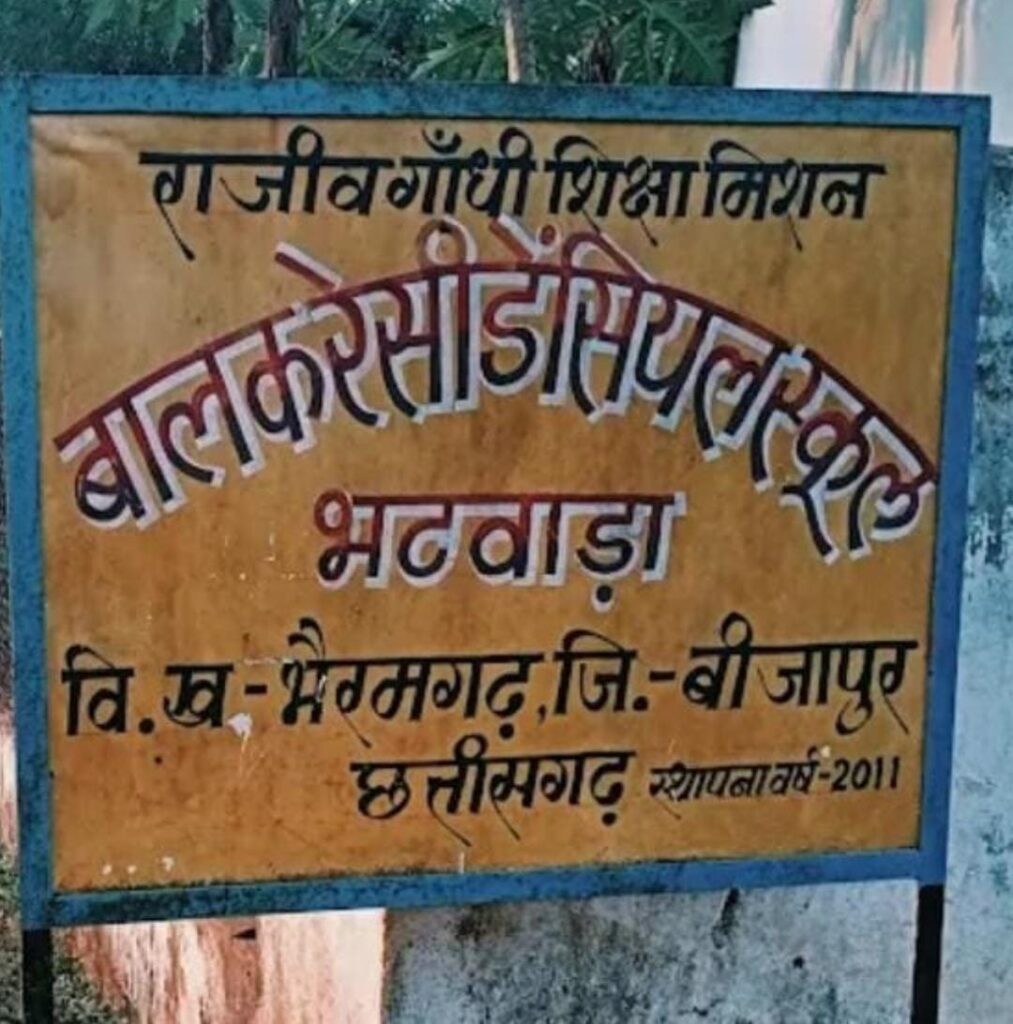 राजीव गाँधी शिक्षा मिशन
बालक रेसीडेंसियल स्कूल
भटवाड़ा
वि.ख.-भैरमगढ़,जि.-बीजापुर
छत्तीसगढ़ स्थापना वर्ष-2011